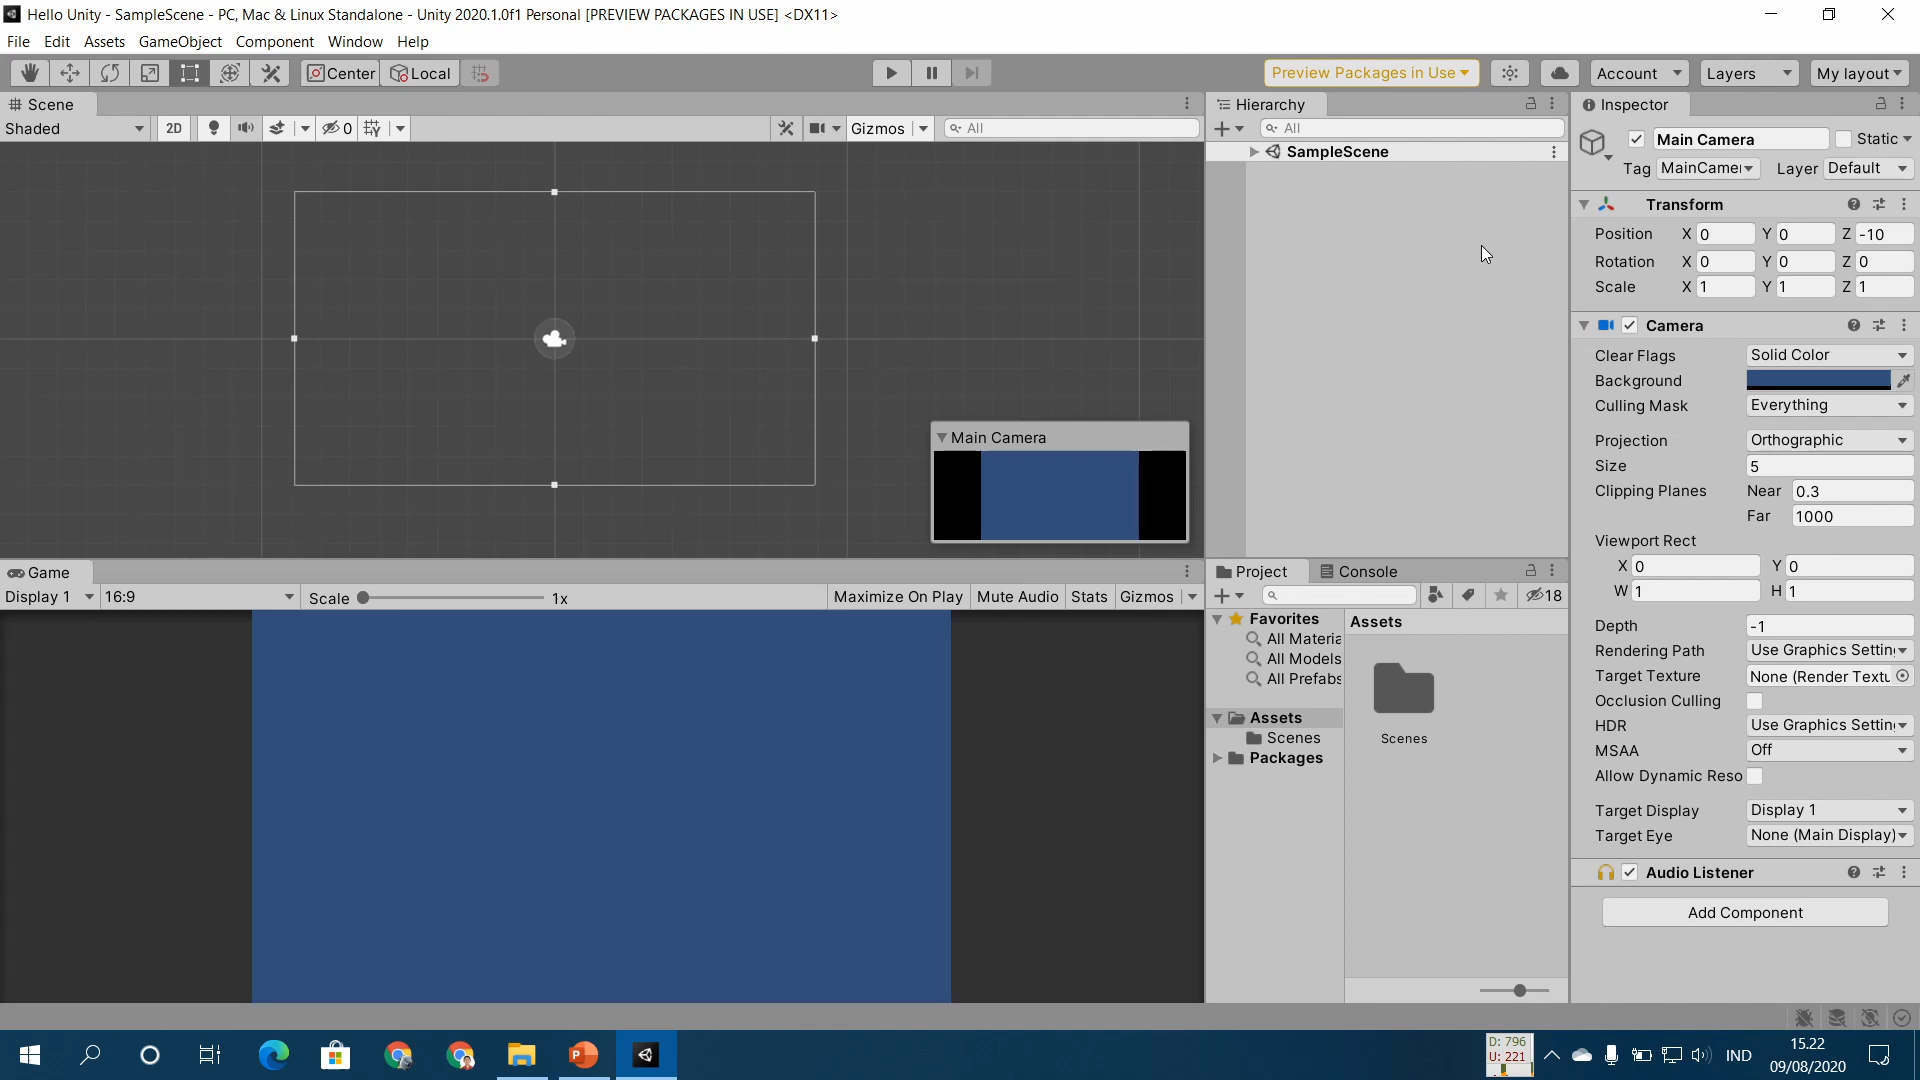 Hello Unity - SampleScene - PC, Mac & Linux Standalone - Unity 2020.1.0f1 Personal [PREVIEW PACKAGES IN USE] <DX11>
File Edit Assets GameObject Component Window Help
Center Local Preview Packages in Use Account Layers My layout
Scene
Shaded 2D 0 Gizmos All
Main Camera
Hierarchy
All
SampleScene
Inspector
Main Camera Static
Tag MainCamer Layer Default
Transform
Position X 0 Y 0 Z -10
Rotation X 0 Y 0 Z 0
Scale X 1 Y 1 Z 1
Camera
Clear Flags Solid Color
Background
Culling Mask Everything
Projection Orthographic
Size 5
Clipping Planes Near 0.3
Far 1000
Viewport Rect
X 0 Y 0
W 1 H 1
Depth -1
Rendering Path Use Graphics Settin
Target Texture None (Render Textu
Occlusion Culling
HDR Use Graphics Settin
MSAA Off
Allow Dynamic Reso
Target Display Display 1
Target Eye None (Main Display)
Audio Listener
Add Component
Game
Display 1 16:9 Scale 1x Maximize On Play Mute Audio Stats Gizmos
Project Console
18
Favorites
All Materia
All Models
All Prefabs
Assets
Scenes
Packages
Assets
Scenes
D: 796
U: 221
IND
15.22
09/08/2020